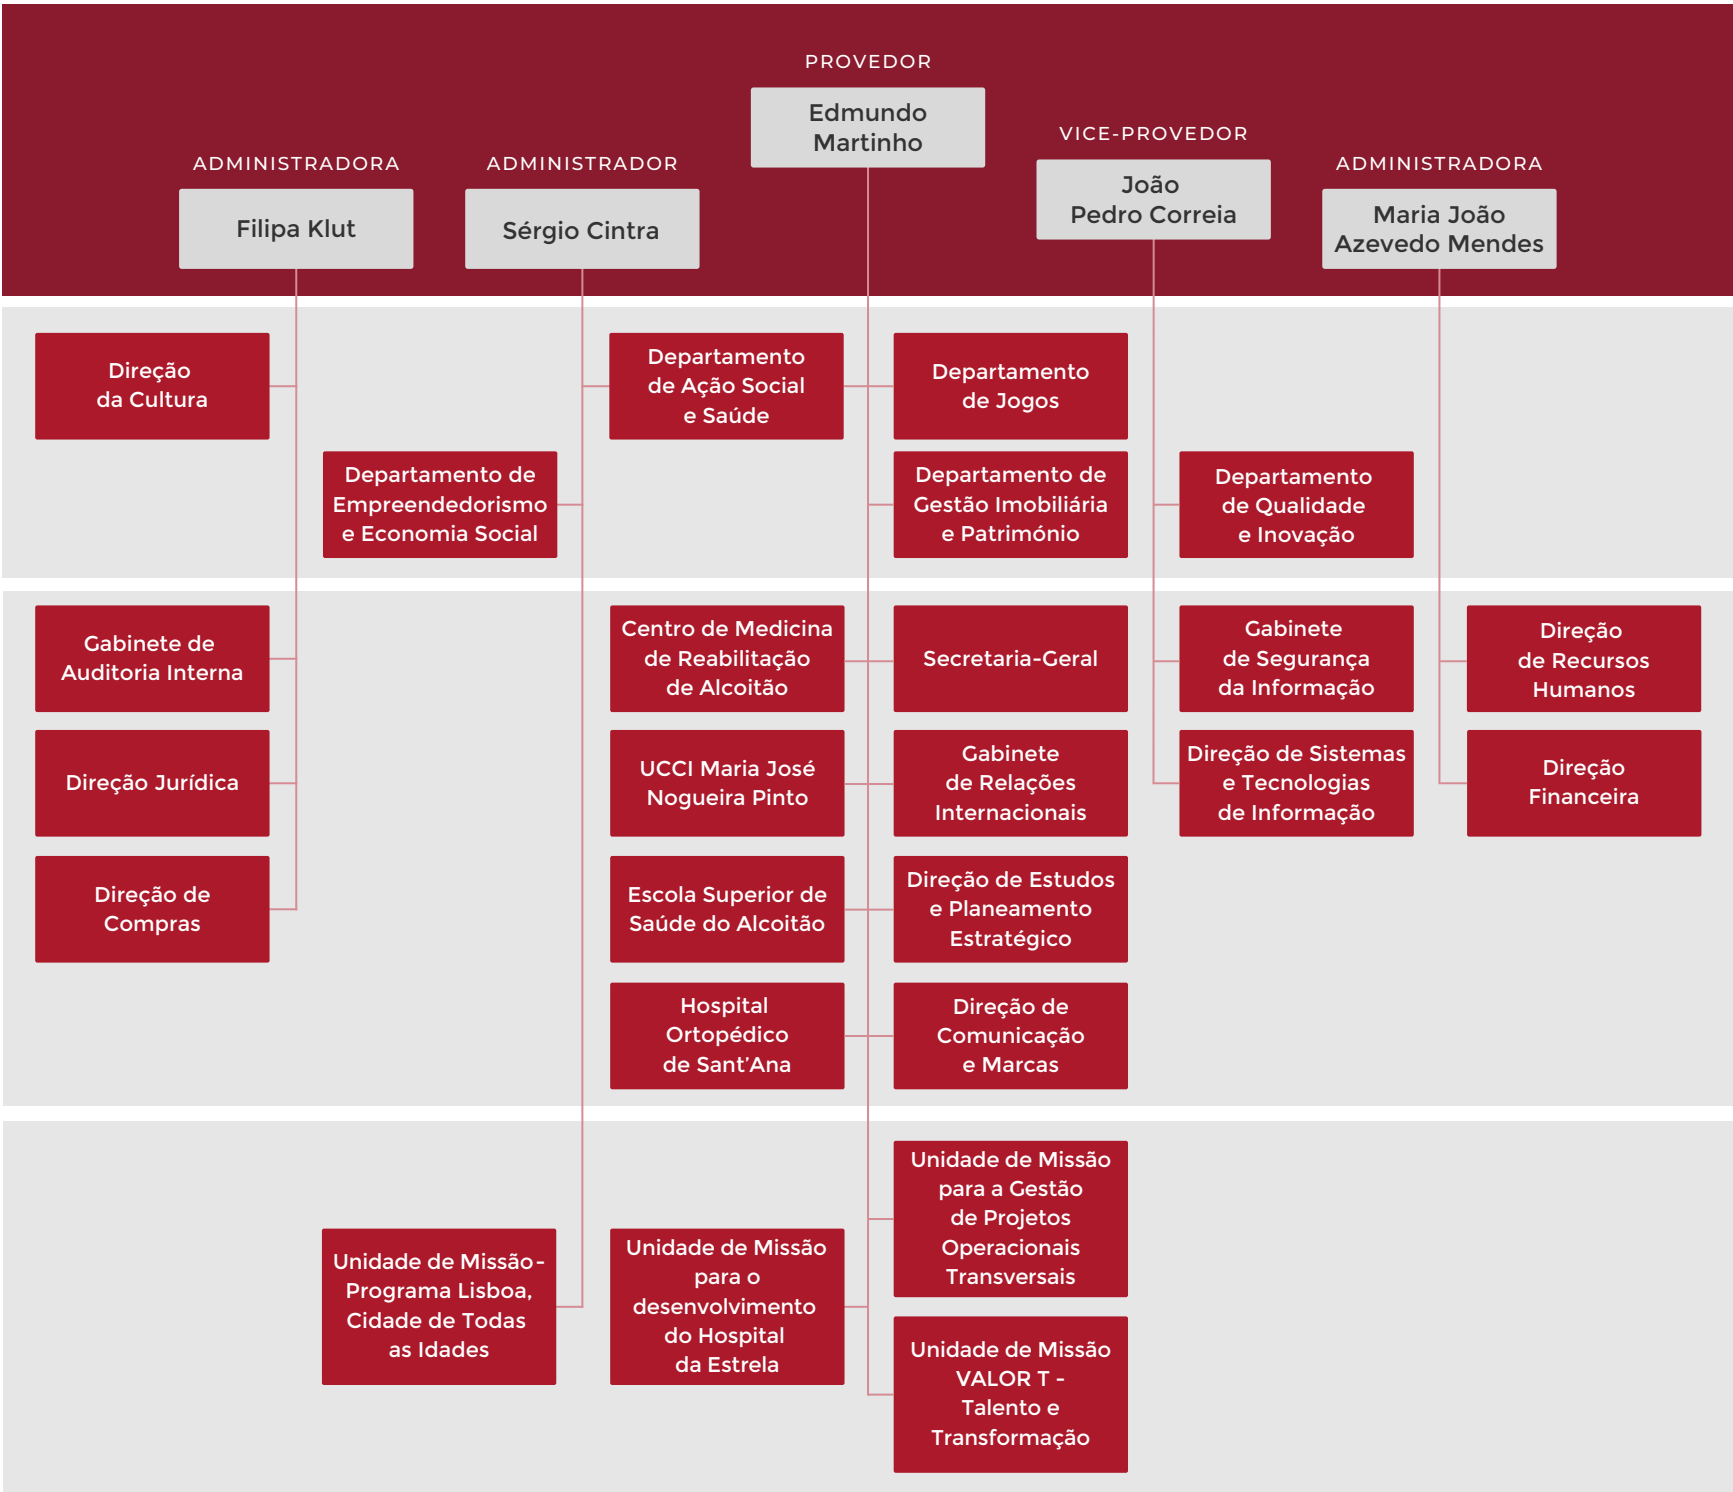 PROVEDOR
Edmundo
Martinho
VICE-PROVEDOR
João
Pedro Correia
ADMINISTRADORA
Filipa Klut
ADMINISTRADOR
Sérgio Cintra
ADMINISTRADORA
Maria João
Azevedo Mendes
Direção
da Cultura
Departamento
de Ação Social
e Saúde
Departamento
de Jogos
Departamento de
Empreendedorismo
e Economia Social
Departamento de
Gestão Imobiliária
e Património
Departamento
de Qualidade
e Inovação
Gabinete de
Auditoria Interna
Centro de Medicina
de Reabilitação
de Alcoitão
Secretaria-Geral
Gabinete
de Segurança
da Informação
Direção
de Recursos
Humanos
Direção Jurídica
UCCI Maria José
Nogueira Pinto
Gabinete
de Relações
Internacionais
Direção de Sistemas
e Tecnologias
de Informação
Direção
Financeira
Direção de
Compras
Escola Superior de
Saúde do Alcoitão
Direção de Estudos
e Planeamento
Estratégico
Hospital
Ortopédico
de Sant’Ana
Direção de
Comunicação
e Marcas
Unidade de Missão
para a Gestão
de Projetos
Operacionais
Transversais
Unidade de Missão-
Programa Lisboa,
Cidade de Todas
as Idades
Unidade de Missão
para o
desenvolvimento
do Hospital
da Estrela
Unidade de Missão
VALOR T -
Talento e
Transformação